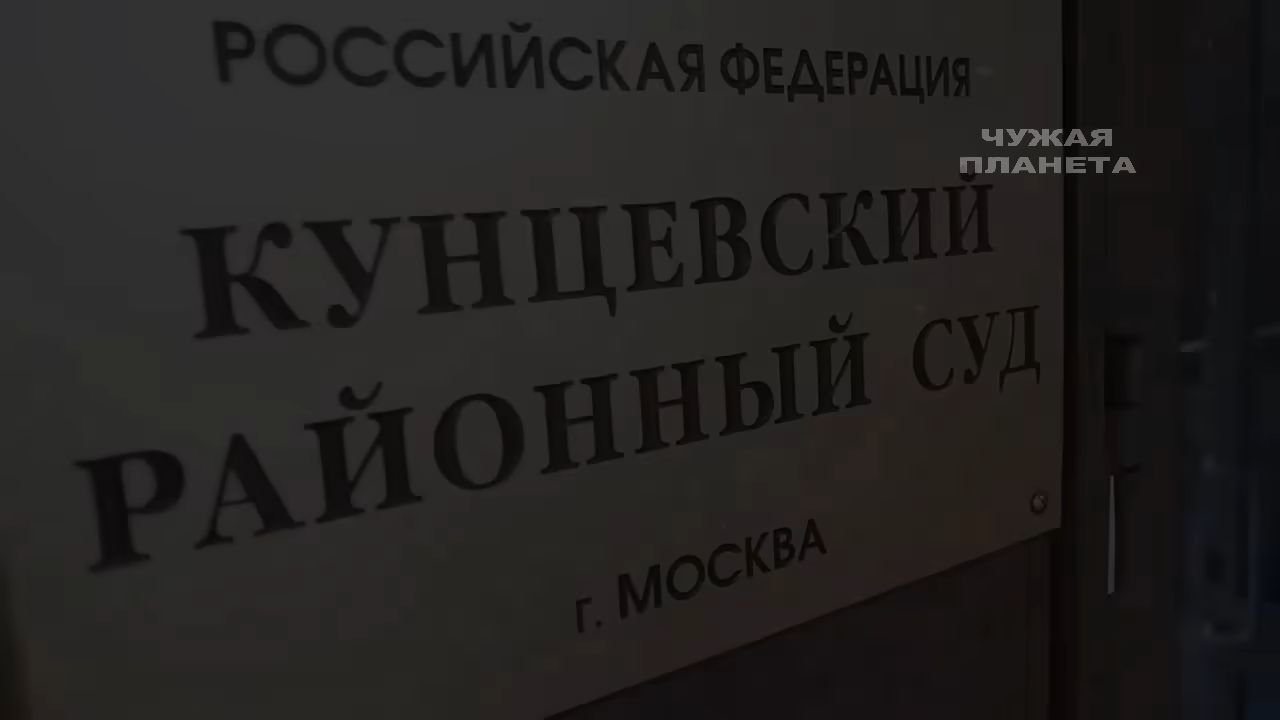 РОССИЙСКАЯ ФЕДЕРАЦИЯ
ЧУЖАЯ
ПЛАНЕТА
КУНЦЕВСКИЙ
РАЙОННЫЙ СУД
г. МОСКВА